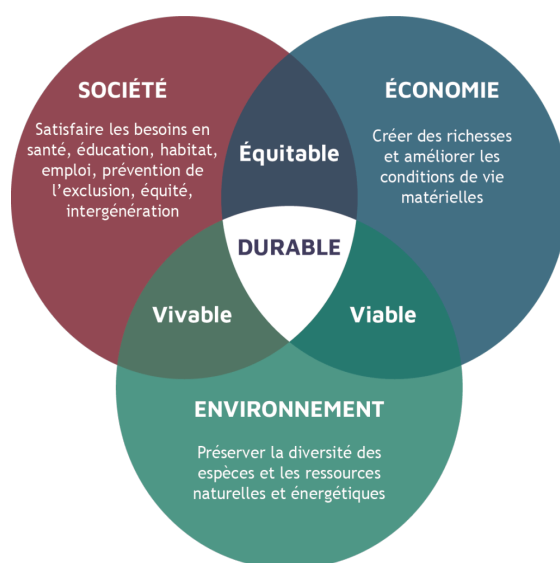 SOCIÉTÉ
Satisfaire les besoins en
santé, éducation, habitat,
emploi, prévention de
l'exclusion, équité,
intergénération
ÉCONOMIE
Créer des richesses
et améliorer les
conditions de vie
matérielles
Équitable
DURABLE
Vivable
Viable
ENVIRONNEMENT
Préserver la diversité des
espèces et les ressources
naturelles et énergétiques